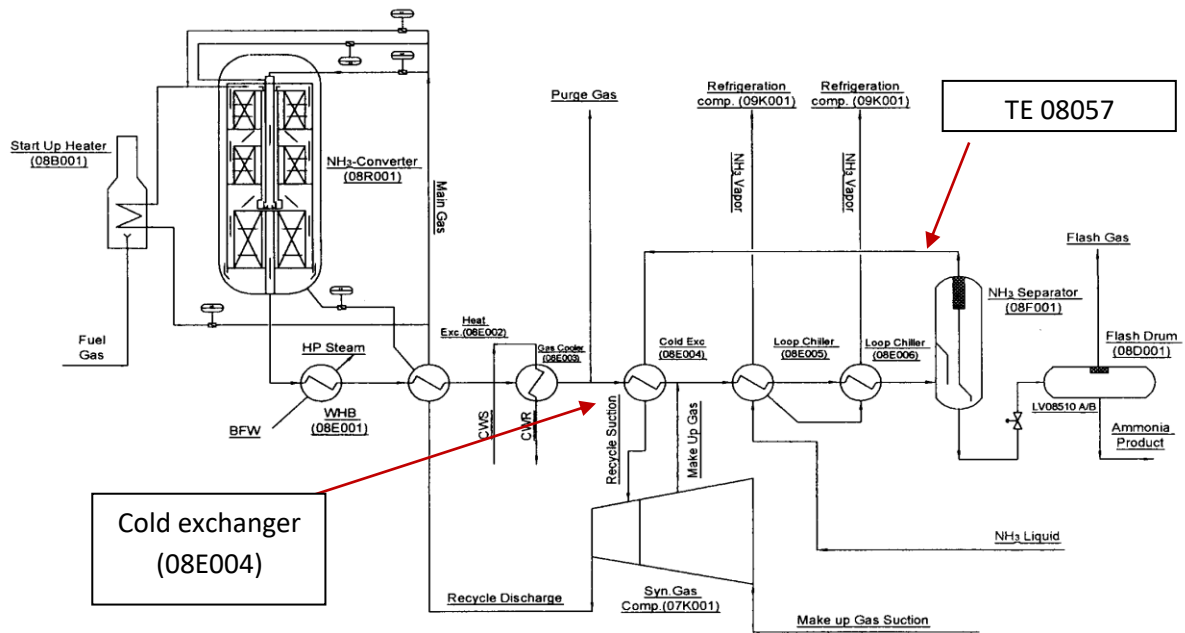 Start Up Heater
(08B001)
Fuel
Gas
NH₃-Converter
(08R001)
Main Gas
HP Steam
BFW
WHB
(08E001)
Heat
Exc.(08E002)
Gas Cooler
(08E003)
CWS
CWR
Purge Gas
Cold Exc
(08E004)
Recycle Suction
Make Up Gas
Refrigeration
comp. (09K001)
NH₃ Vapor
Refrigeration
comp. (09K001)
NH₃ Vapor
Loop Chiller
(08E005)
Loop Chiller
(08E006)
TE 08057
NH₃ Separator
(08F001)
Flash Gas
Flash Drum
(08D001)
LV08510 A/B
Ammonia
Product
NH₃ Liquid
Cold exchanger
(08E004)
Recycle Discharge
Syn.Gas
Comp.(07K001)
Make up Gas Suction